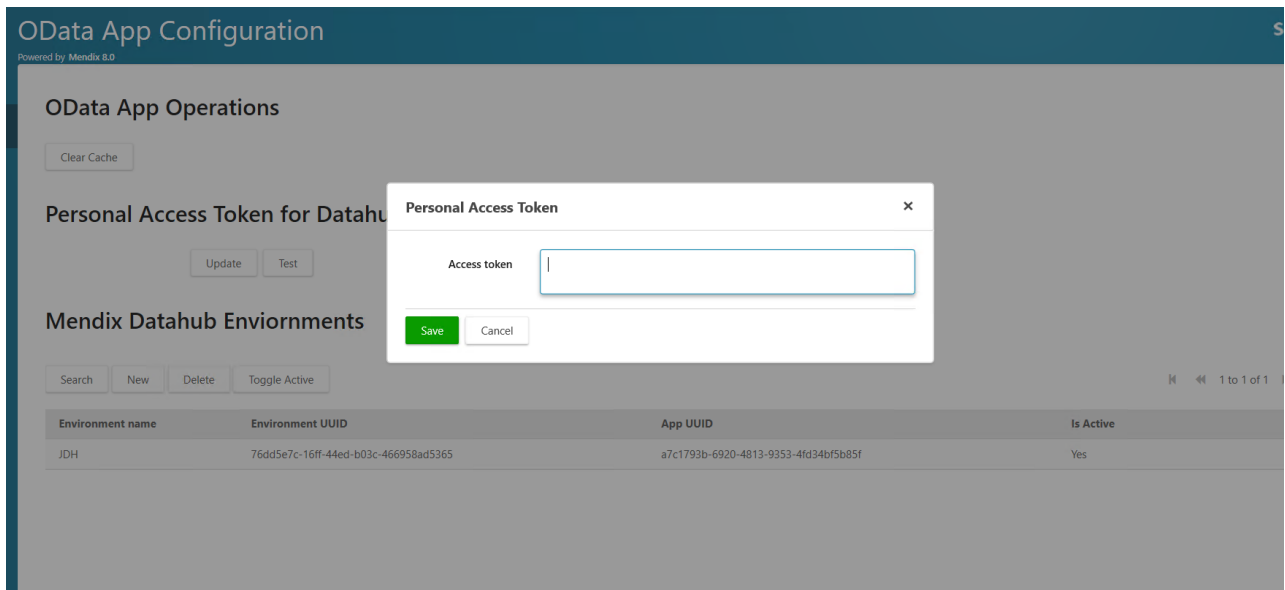 OData App Configuration
Powered by Mendix 8.0
OData App Operations
Clear Cache
Personal Access Token for Datahu
Update Test
Personal Access Token ×
Access token
Save Cancel
Mendix Datahub Enviornments
Search New Delete Toggle Active 1 to 1 of 1
Environment name Environment UUID App UUID Is Active
JDH 76dd5e7c-16ff-44ed-b03c-466958ad5365 a7c1793b-6920-4813-9353-4fd34bf5b85f Yes